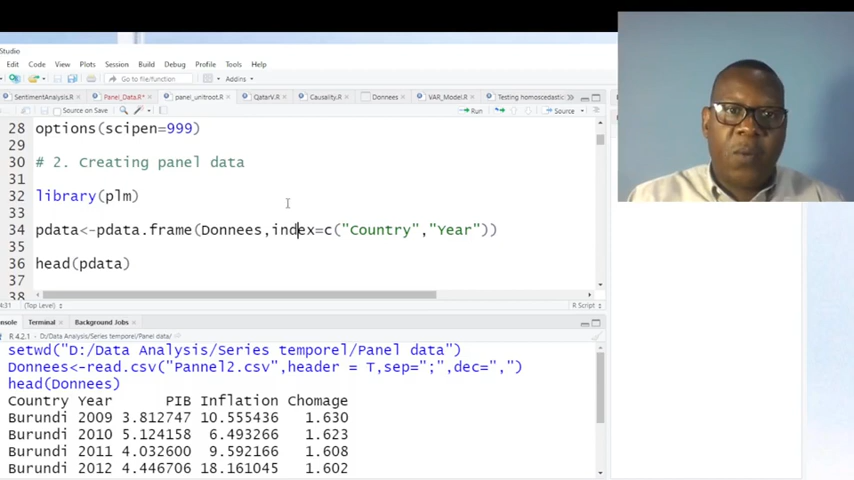 Studio
Edit Code View Plots Session Build Debug Profile Tools Help
Go to file/function Addins
SentimentAnalysis.R Panel_Data.R* panel_unitroot.R QatarV.R Causality.R Donnees VAR_Model.R Testing homoscedastic
Source on Save Run Source
28 options(scipen=999)
29
30 # 2. Creating panel data
31
32 library(plm)
33
34 pdata<-pdata.frame(Donnees,index=c("Country","Year"))
35
36 head(pdata)
37
38
4:31 (Top Level) R Script
Console Terminal Background Jobs
R 4.2.1 · D:/Data Analysis/Series temporel/Panel data/
setwd("D:/Data Analysis/Series temporel/Panel data")
Donnees<-read.csv("Pannel2.csv",header = T,sep=";",dec=",")
head(Donnees)
Country Year PIB Inflation Chomage
Burundi 2009 3.812747 10.555436 1.630
Burundi 2010 5.124158 6.493266 1.623
Burundi 2011 4.032600 9.592166 1.608
Burundi 2012 4.446706 18.161045 1.602